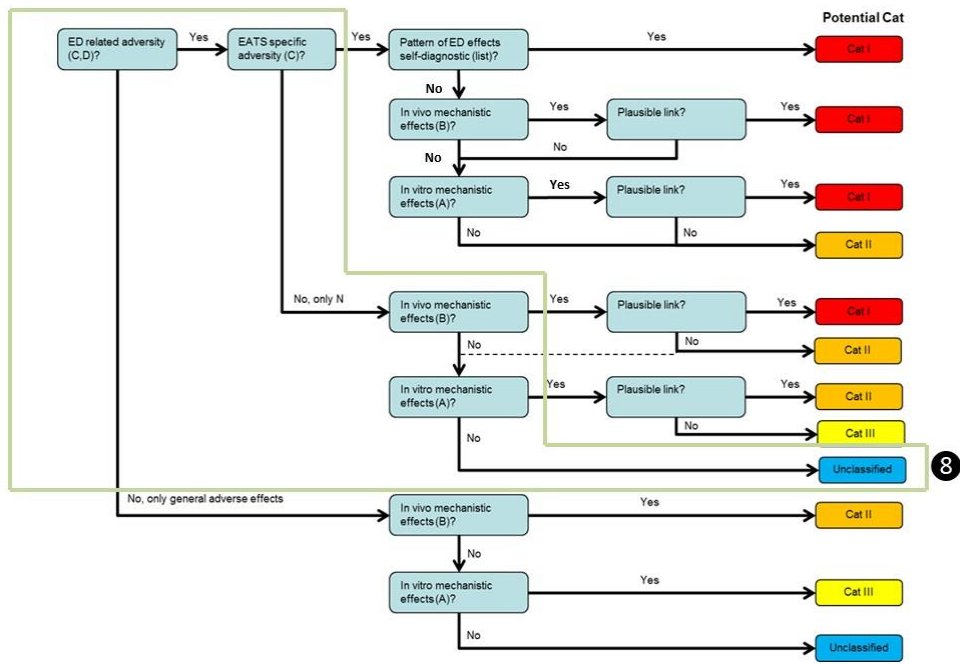 Potential Cat
ED related adversity
(C,D)?
Yes
EATS specific
adversity (C)?
Yes
Pattern of ED effects
self-diagnostic (list)?
Yes
Cat I
No
In vivo mechanistic
effects (B)?
Yes
Plausible link?
Yes
Cat I
No
No
In vitro mechanistic
effects (A)?
Yes
Plausible link?
Yes
Cat I
No
No
Cat II
No, only N
In vivo mechanistic
effects (B)?
Yes
Plausible link?
Yes
Cat I
No
No
Cat II
In vitro mechanistic
effects (A)?
Yes
Plausible link?
Yes
Cat II
No
Cat III
No
Unclassified
8
No, only general adverse effects
In vivo mechanistic
effects (B)?
Yes
Cat II
No
In vitro mechanistic
effects (A)?
Yes
Cat III
No
Unclassified